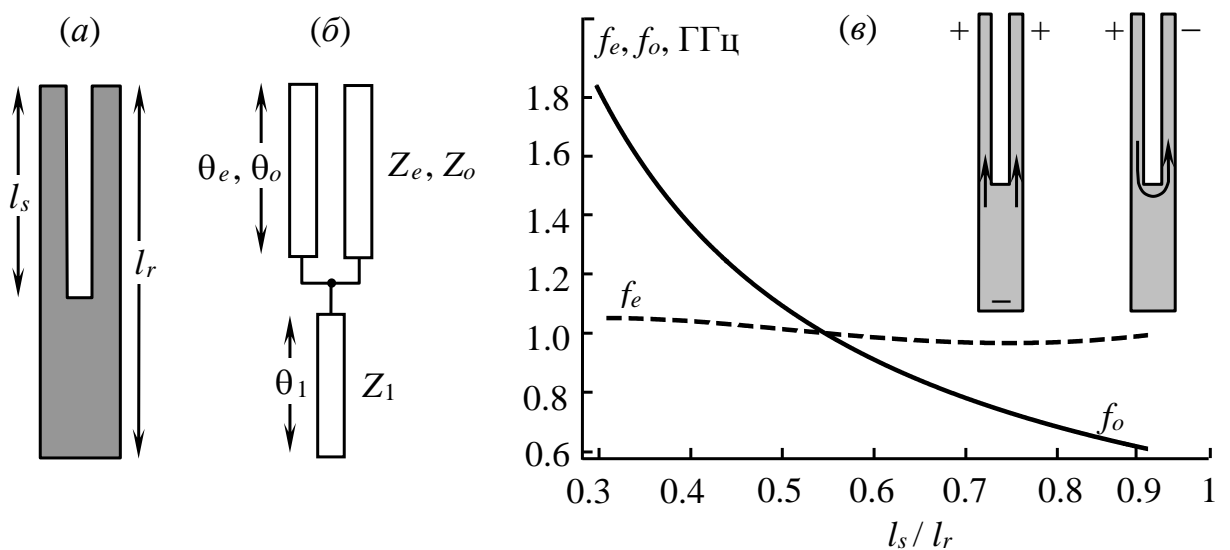 (а)
l_s
l_r
(б)
θ_e, θ_o
Z_e, Z_o
θ_1
Z_1
f_e, f_o, ГГц
(в)
+ +
+ −
−
1.8
1.6
1.4
1.2
1.0
0.8
0.6
f_e
f_o
0.3 0.4 0.5 0.6 0.7 0.8 0.9 1
l_s / l_r